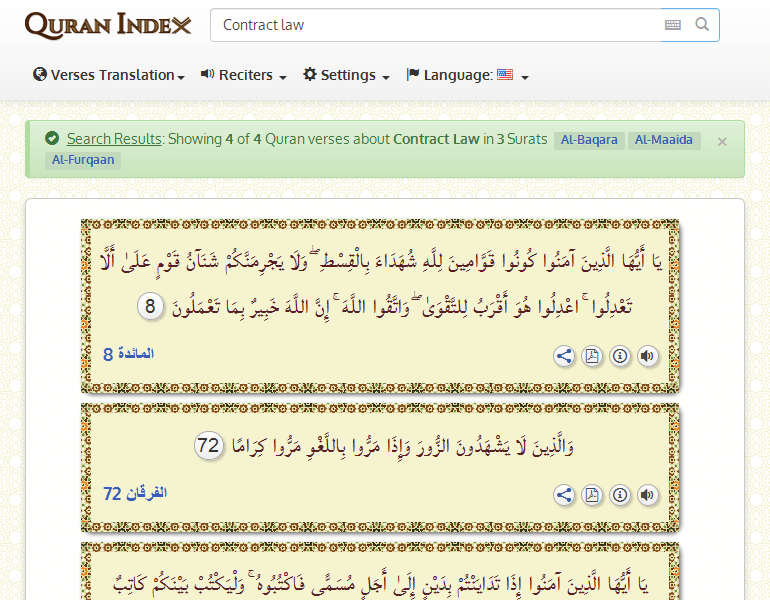 QURAN INDEX
Contract law
Verses Translation
Reciters
Settings
Language:
Search Results: Showing 4 of 4 Quran verses about Contract Law in 3 Surats Al-Baqara Al-Maaida ×
Al-Furqaan
يَا أَيُّهَا الَّذِينَ آمَنُوا كُونُوا قَوَّامِينَ لِلَّهِ شُهَدَاءَ بِالْقِسْطِ ۖ وَلَا يَجْرِمَنَّكُمْ شَنَآنُ قَوْمٍ عَلَىٰ أَلَّا
تَعْدِلُوا ۚ اعْدِلُوا هُوَ أَقْرَبُ لِلتَّقْوَىٰ ۖ وَاتَّقُوا اللَّهَ ۚ إِنَّ اللَّهَ خَبِيرٌ بِمَا تَعْمَلُونَ 8
المائدة 8
وَالَّذِينَ لَا يَشْهَدُونَ الزُّورَ وَإِذَا مَرُّوا بِاللَّغْوِ مَرُّوا كِرَامًا 72
الفرقان 72
يَا أَيُّهَا الَّذِينَ آمَنُوا إِذَا تَدَايَنْتُمْ بِدَيْنٍ إِلَىٰ أَجَلٍ مُسَمًّى فَاكْتُبُوهُ ۚ وَلْيَكْتُبْ بَيْنَكُمْ كَاتِبٌ